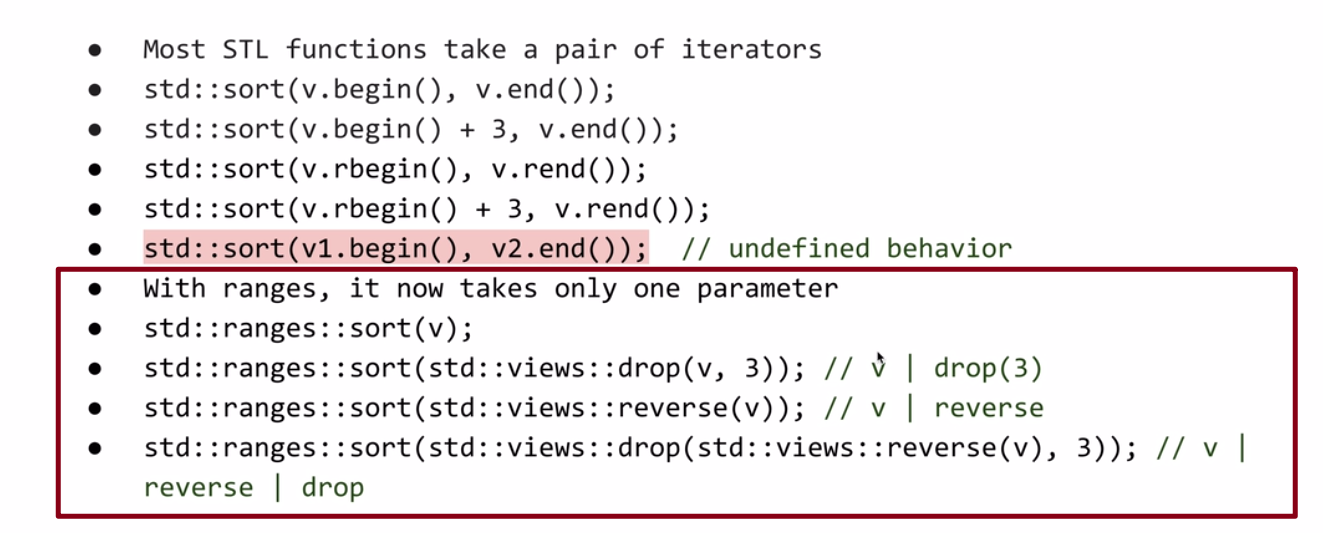 ● Most STL functions take a pair of iterators
● std::sort(v.begin(), v.end());
● std::sort(v.begin() + 3, v.end());
● std::sort(v.rbegin(), v.rend());
● std::sort(v.rbegin() + 3, v.rend());
● std::sort(v1.begin(), v2.end()); // undefined behavior
● With ranges, it now takes only one parameter
● std::ranges::sort(v);
● std::ranges::sort(std::views::drop(v, 3)); // v | drop(3)
● std::ranges::sort(std::views::reverse(v)); // v | reverse
● std::ranges::sort(std::views::drop(std::views::reverse(v), 3)); // v |
reverse | drop